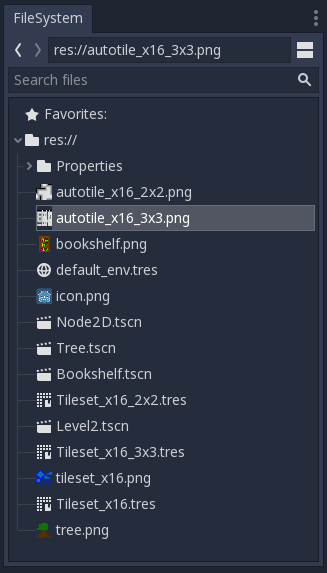 FileSystem
res://autotile_x16_3x3.png
Search files
Favorites:
res://
Properties
autotile_x16_2x2.png
autotile_x16_3x3.png
bookshelf.png
default_env.tres
icon.png
Node2D.tscn
Tree.tscn
Bookshelf.tscn
Tileset_x16_2x2.tres
Level2.tscn
Tileset_x16_3x3.tres
tileset_x16.png
Tileset_x16.tres
tree.png